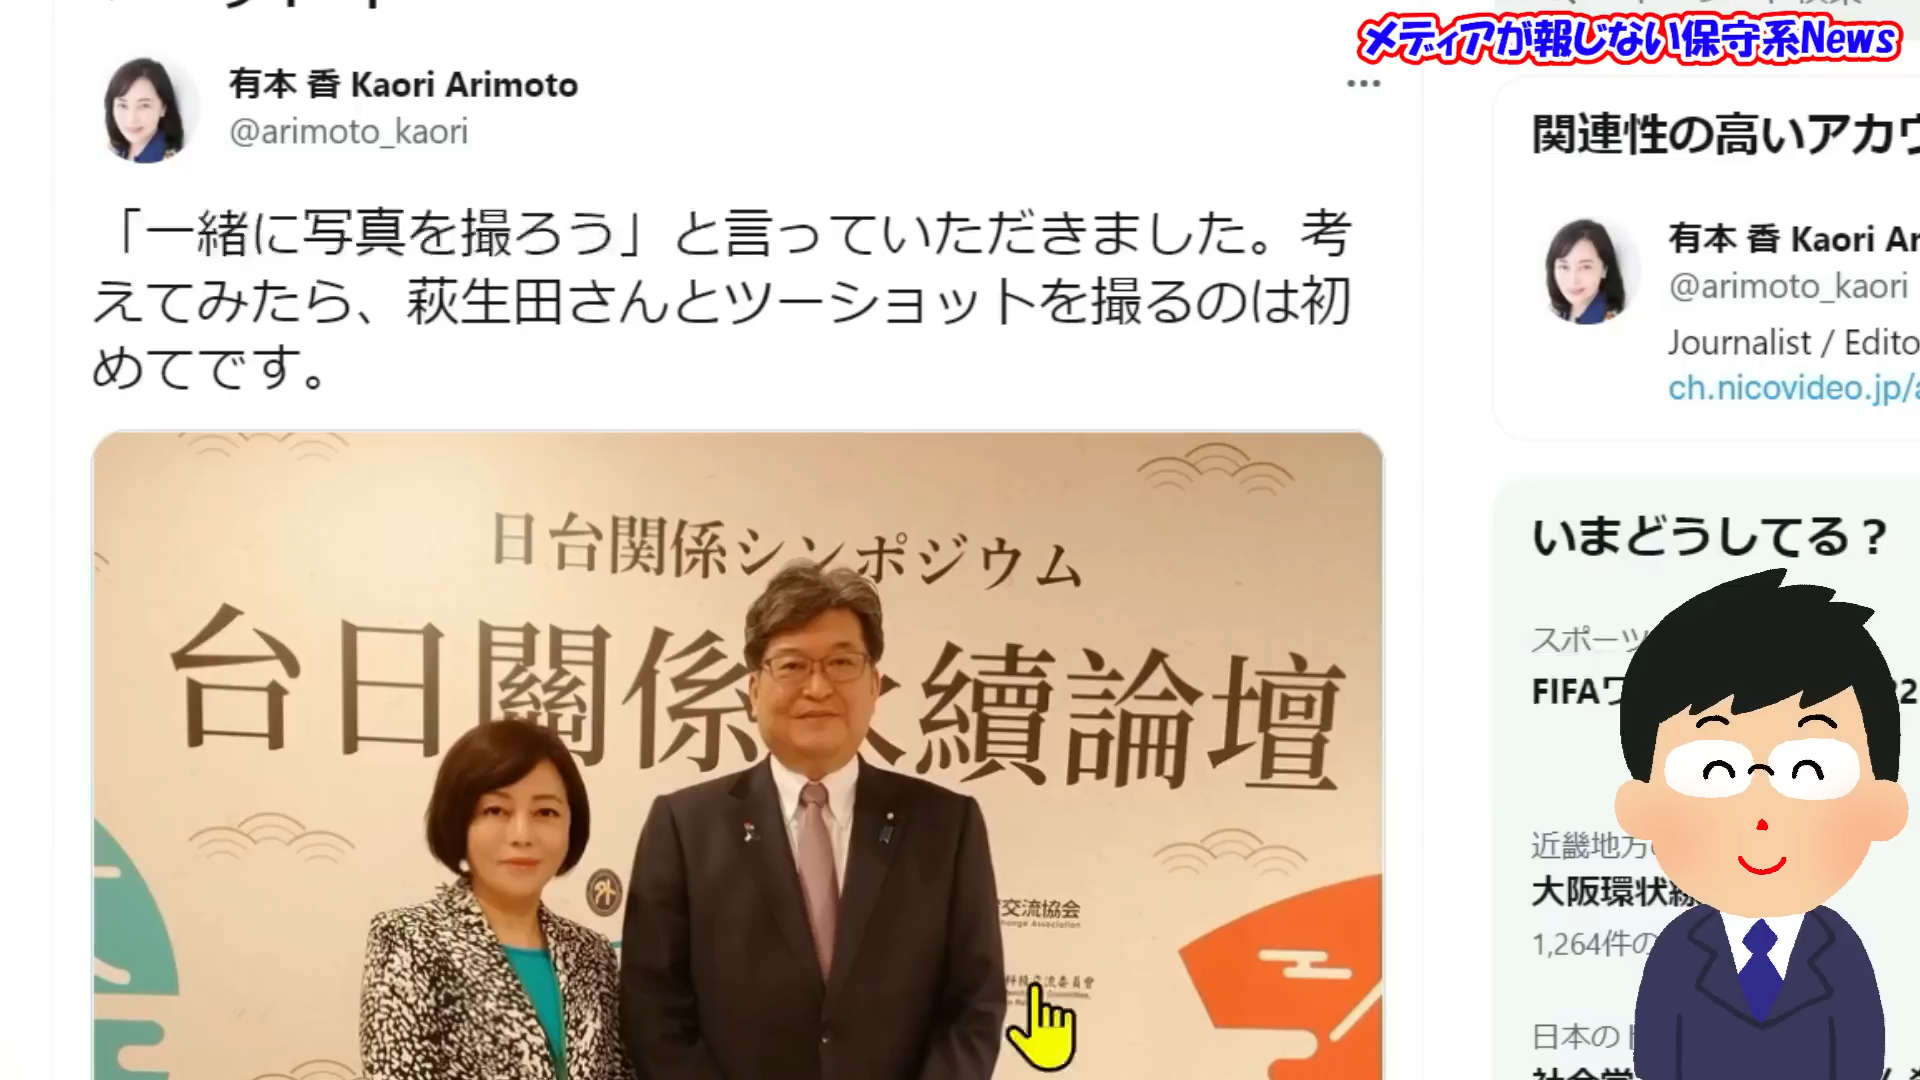 メディアが報じない保守系News
有本 香 Kaori Arimoto
@arimoto_kaori
「一緒に写真を撮ろう」と言っていただきました。考
えてみたら、萩生田さんとツーショットを撮るのは初
めてです。
日台関係シンポジウム
台日關係 續論壇
交流協会
関連性の高いアカウ
有本 香 Kaori Ar
@arimoto_kaori
Journalist / Edito
ch.nicovideo.jp/a
いまどうしてる？
スポーツ
FIFAワ
近畿地方
大阪環状線
1,264件の
日本の